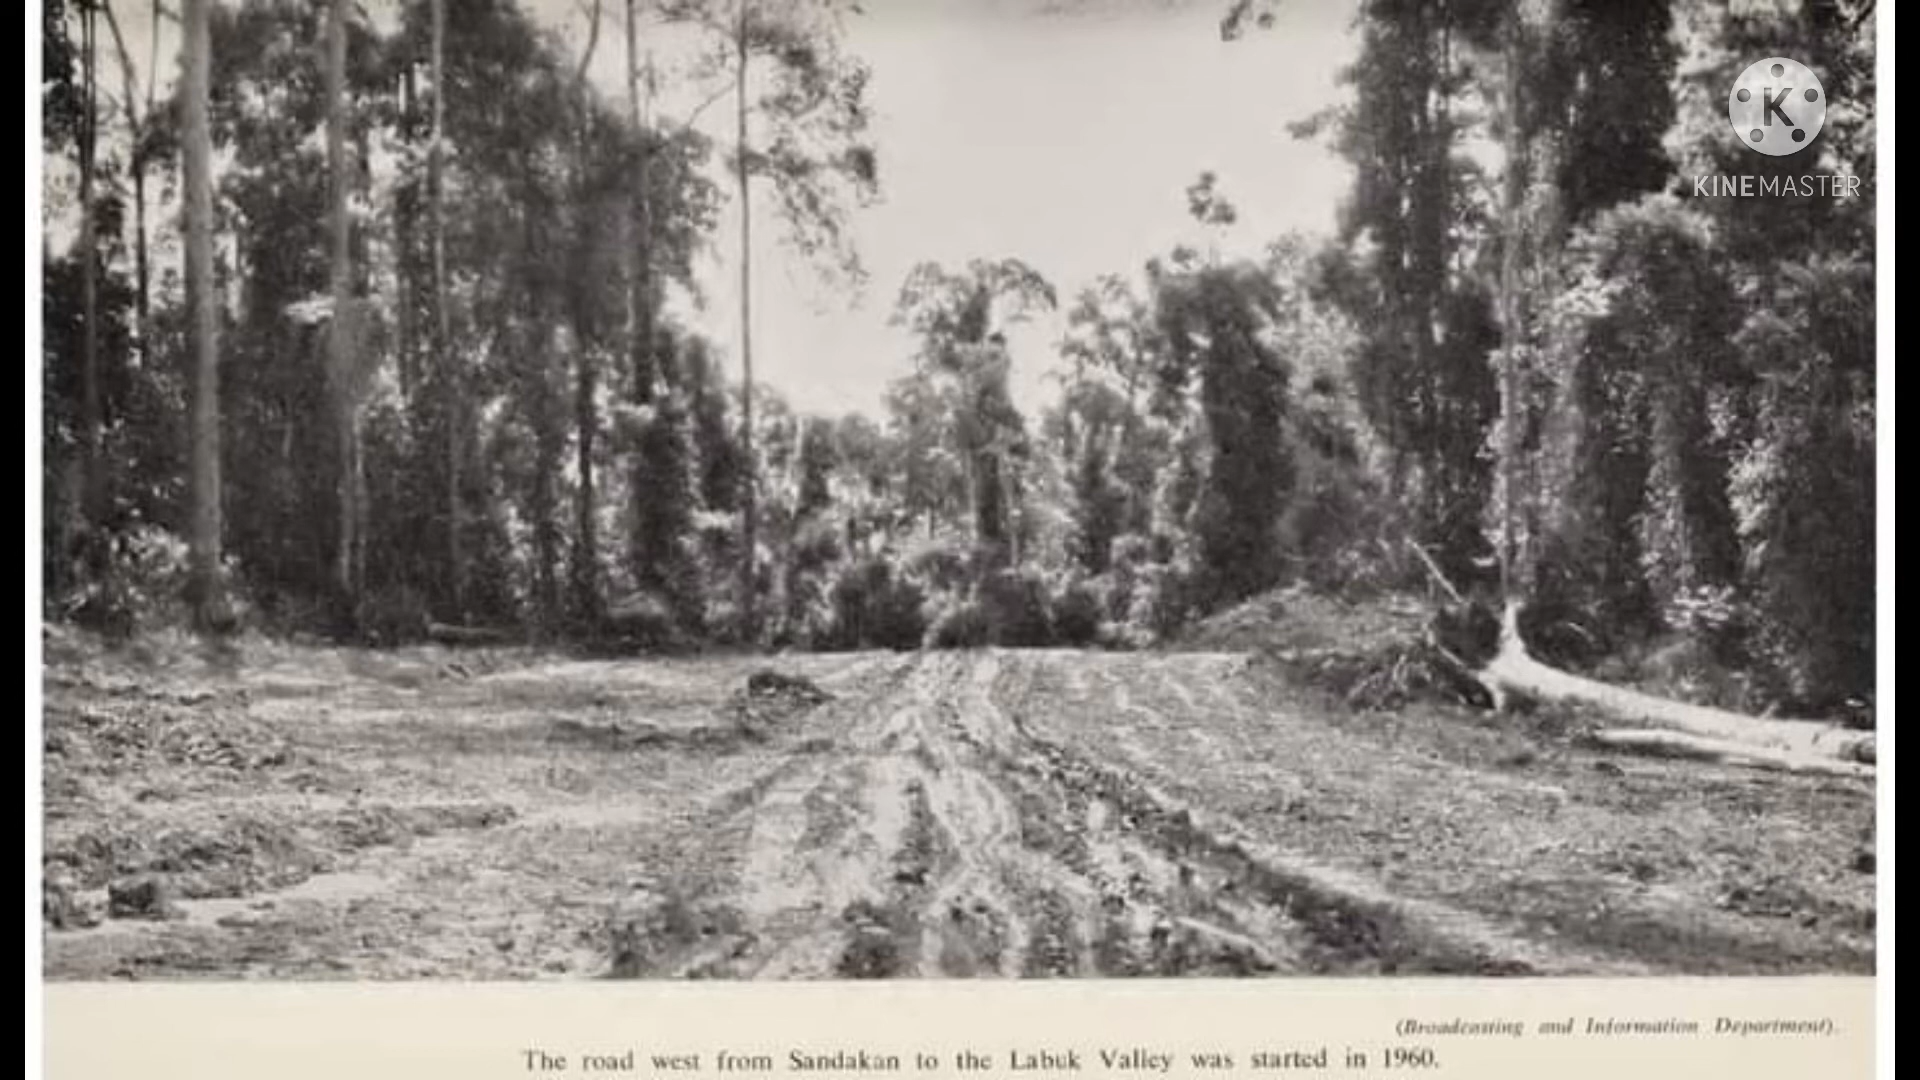 K
KINEMASTER
(Broadcasting and Information Department).
The road west from Sandakan to the Labuk Valley was started in 1960.